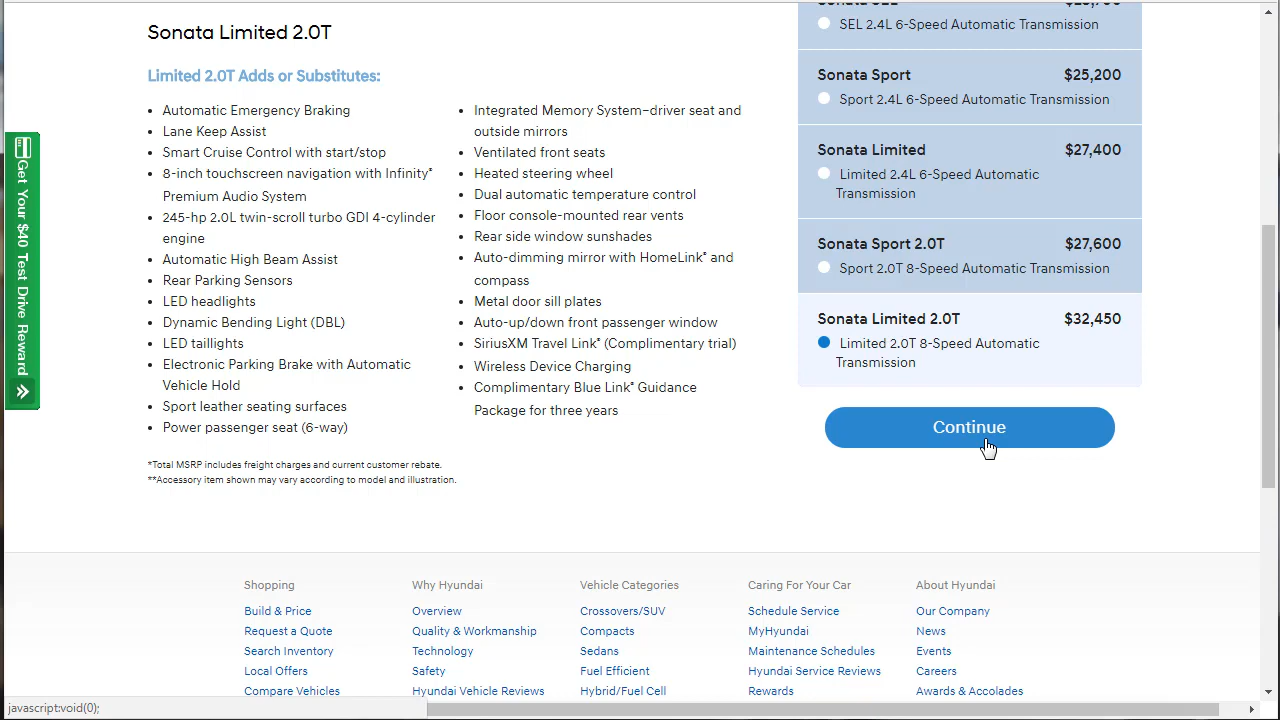 Sonata Limited 2.0T
Limited 2.0T Adds or Substitutes:
Automatic Emergency Braking
Lane Keep Assist
Smart Cruise Control with start/stop
8-inch touchscreen navigation with Infinity®
Premium Audio System
245-hp 2.0L twin-scroll turbo GDI 4-cylinder
engine
Automatic High Beam Assist
Rear Parking Sensors
LED headlights
Dynamic Bending Light (DBL)
LED taillights
Electronic Parking Brake with Automatic
Vehicle Hold
Sport leather seating surfaces
Power passenger seat (6-way)
Integrated Memory System–driver seat and
outside mirrors
Ventilated front seats
Heated steering wheel
Dual automatic temperature control
Floor console-mounted rear vents
Rear side window sunshades
Auto-dimming mirror with HomeLink® and
compass
Metal door sill plates
Auto-up/down front passenger window
SiriusXM Travel Link® (Complimentary trial)
Wireless Device Charging
Complimentary Blue Link® Guidance
Package for three years
*Total MSRP includes freight charges and current customer rebate.
**Accessory item shown may vary according to model and illustration.
SEL 2.4L 6-Speed Automatic Transmission
Sonata Sport $25,200
Sport 2.4L 6-Speed Automatic Transmission
Sonata Limited $27,400
Limited 2.4L 6-Speed Automatic
Transmission
Sonata Sport 2.0T $27,600
Sport 2.0T 8-Speed Automatic Transmission
Sonata Limited 2.0T $32,450
Limited 2.0T 8-Speed Automatic
Transmission
Continue
Get Your $40 Test Drive Reward
Shopping
Build & Price
Request a Quote
Search Inventory
Local Offers
Compare Vehicles
Why Hyundai
Overview
Quality & Workmanship
Technology
Safety
Hyundai Vehicle Reviews
Vehicle Categories
Crossovers/SUV
Compacts
Sedans
Fuel Efficient
Hybrid/Fuel Cell
Caring For Your Car
Schedule Service
MyHyundai
Maintenance Schedules
Hyundai Service Reviews
Rewards
About Hyundai
Our Company
News
Events
Careers
Awards & Accolades
javascript:void(0);